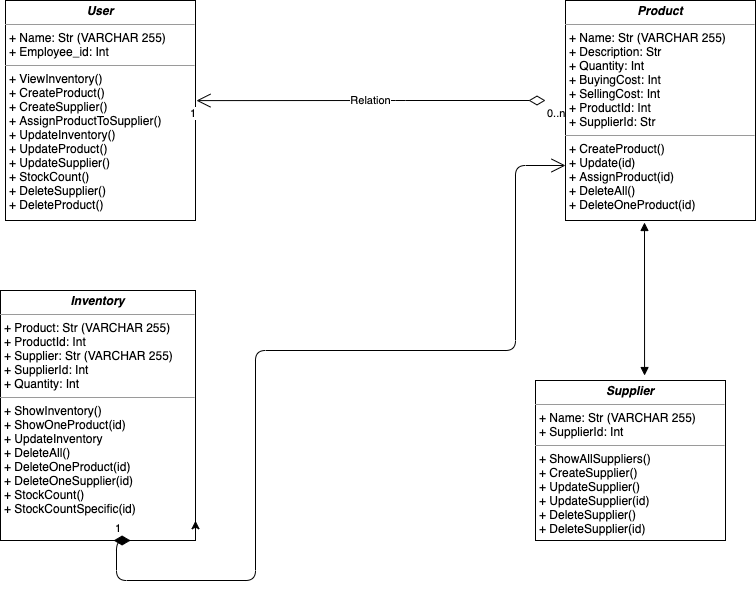 User
+ Name: Str (VARCHAR 255)
+ Employee_id: Int
+ ViewInventory()
+ CreateProduct()
+ CreateSupplier()
+ AssignProductToSupplier()
+ UpdateInventory()
+ UpdateProduct()
+ UpdateSupplier()
+ StockCount()
+ DeleteSupplier()
+ DeleteProduct()
1
Relation
0..n
Product
+ Name: Str (VARCHAR 255)
+ Description: Str
+ Quantity: Int
+ BuyingCost: Int
+ SellingCost: Int
+ ProductId: Int
+ SupplierId: Str
+ CreateProduct()
+ Update(id)
+ AssignProduct(id)
+ DeleteAll()
+ DeleteOneProduct(id)
Inventory
+ Product: Str (VARCHAR 255)
+ ProductId: Int
+ Supplier: Str (VARCHAR 255)
+ SupplierId: Int
+ Quantity: Int
+ ShowInventory()
+ ShowOneProduct(id)
+ UpdateInventory
+ DeleteAll()
+ DeleteOneProduct(id)
+ DeleteOneSupplier(id)
+ StockCount()
+ StockCountSpecific(id)
1
Supplier
+ Name: Str (VARCHAR 255)
+ SupplierId: Int
+ ShowAllSuppliers()
+ CreateSupplier()
+ UpdateSupplier()
+ UpdateSupplier(id)
+ DeleteSupplier()
+ DeleteSupplier(id)